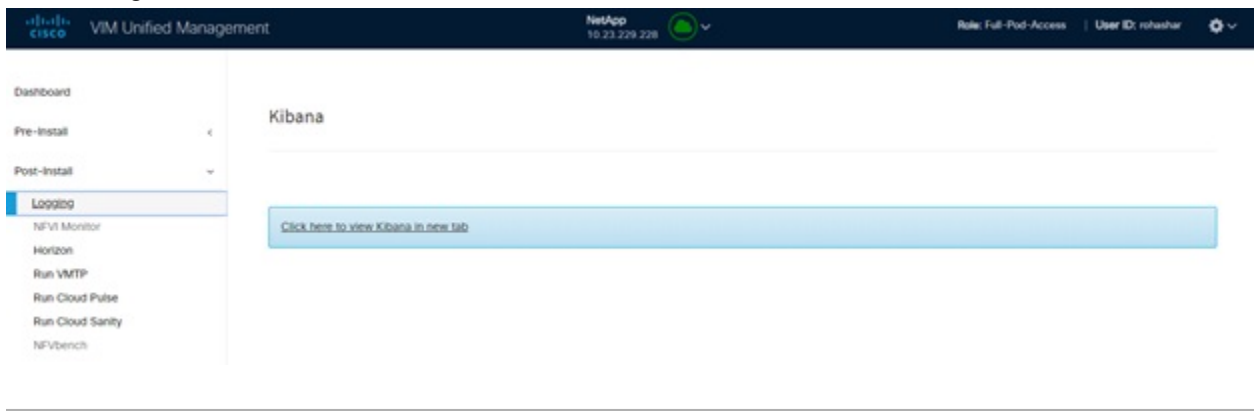 CISCO
VIM Unified Management
NetApp
10.23.229.228
Role: Full-Pod-Access | User ID: rohashar
Dashboard
Pre-Install
Post-Install
Logging
NFVI Monitor
Horizon
Run VMTP
Run Cloud Pulse
Run Cloud Sanity
NFVbench
Kibana
Click here to view Kibana in new tab